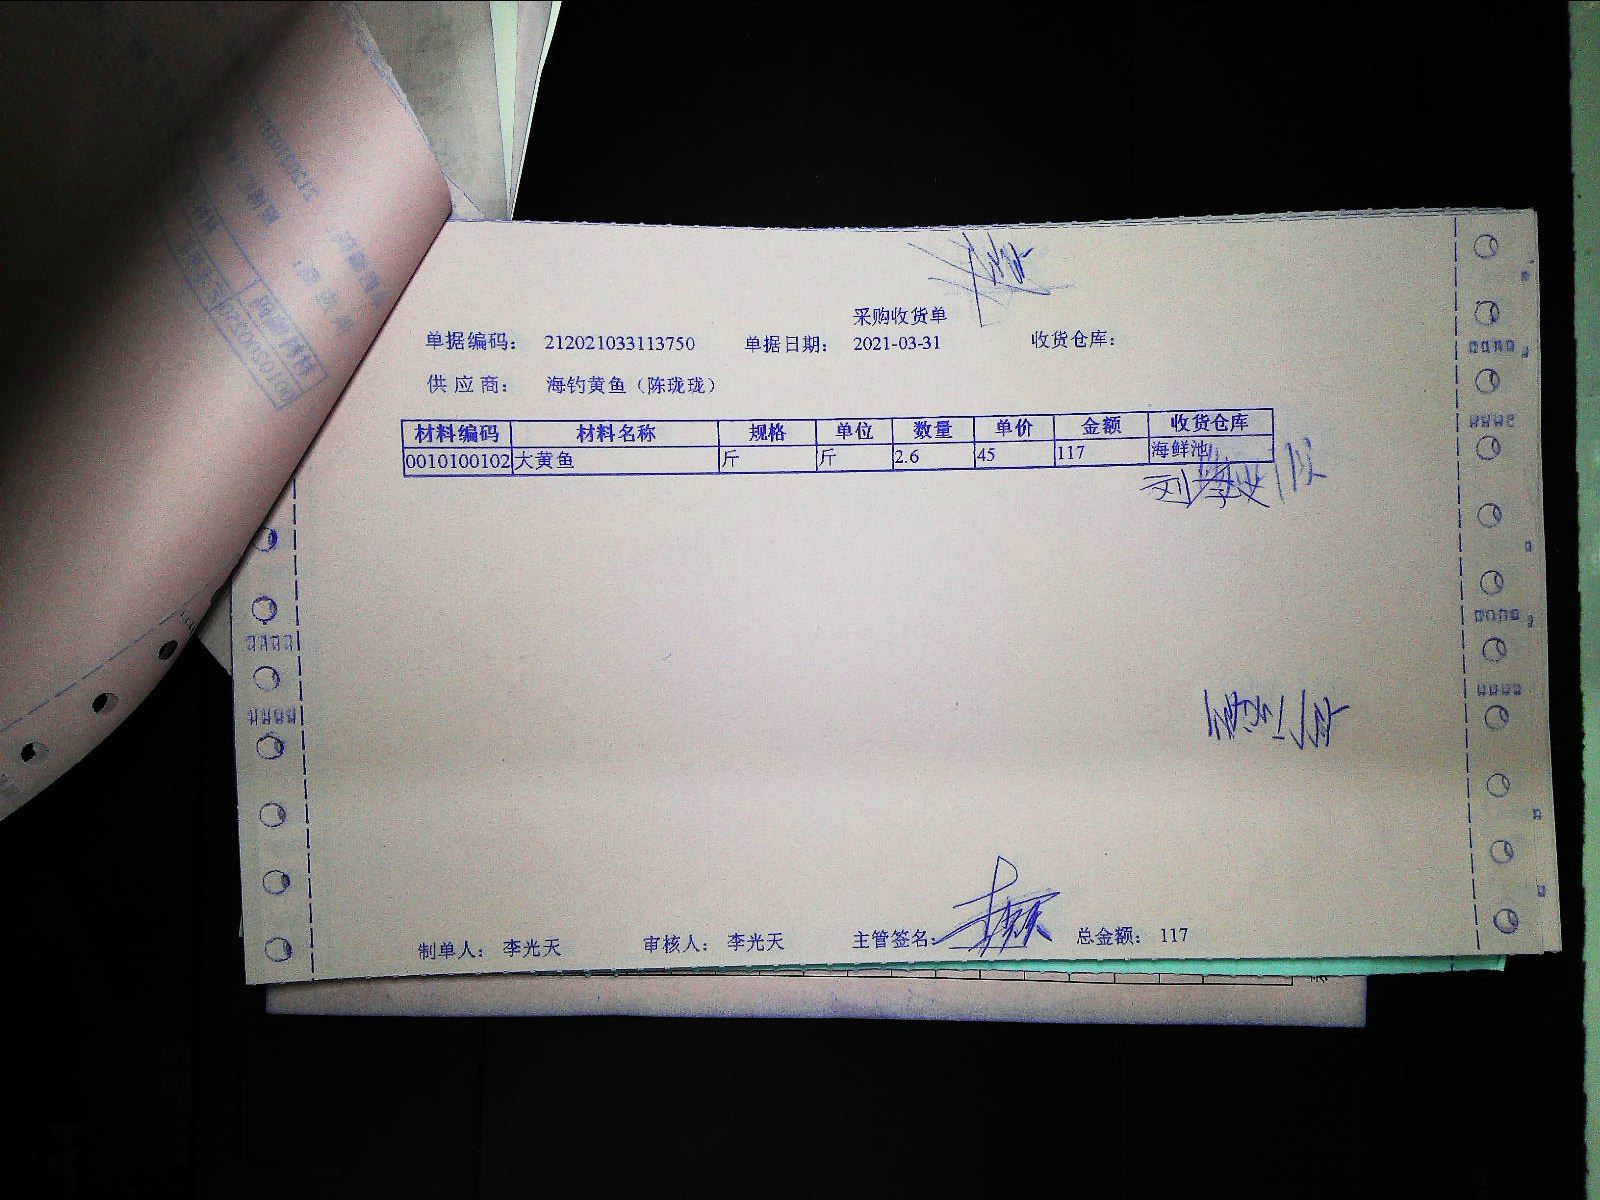 采购收货单
单据编码: 212021033113750 单据日期: 2021-03-31 收货仓库:
供应商: 海钓黄鱼（陈珑珑）
材料编码 材料名称 规格 单位 数量 单价 金额 收货仓库
0010100102 大黄鱼 斤 斤 2.6 45 117 海鲜池
制单人: 李光天 审核人: 李光天 主管签名: 总金额: 117